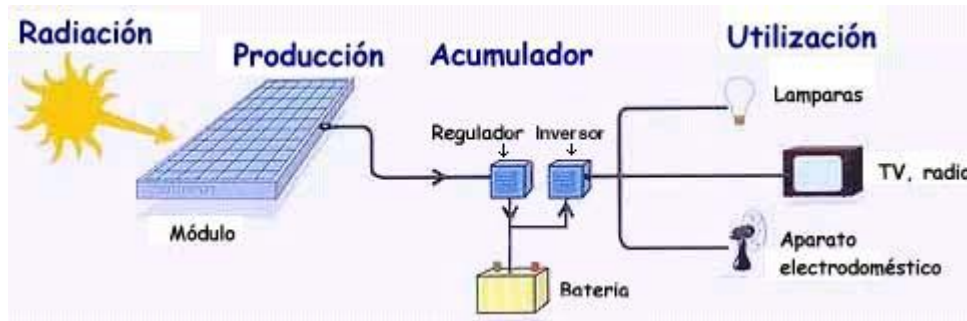 Radiación
Producción
Acumulador
Utilización
Lamparas
Regulador
Inversor
TV, radio
Módulo
Aparato
electrodoméstico
Bateria